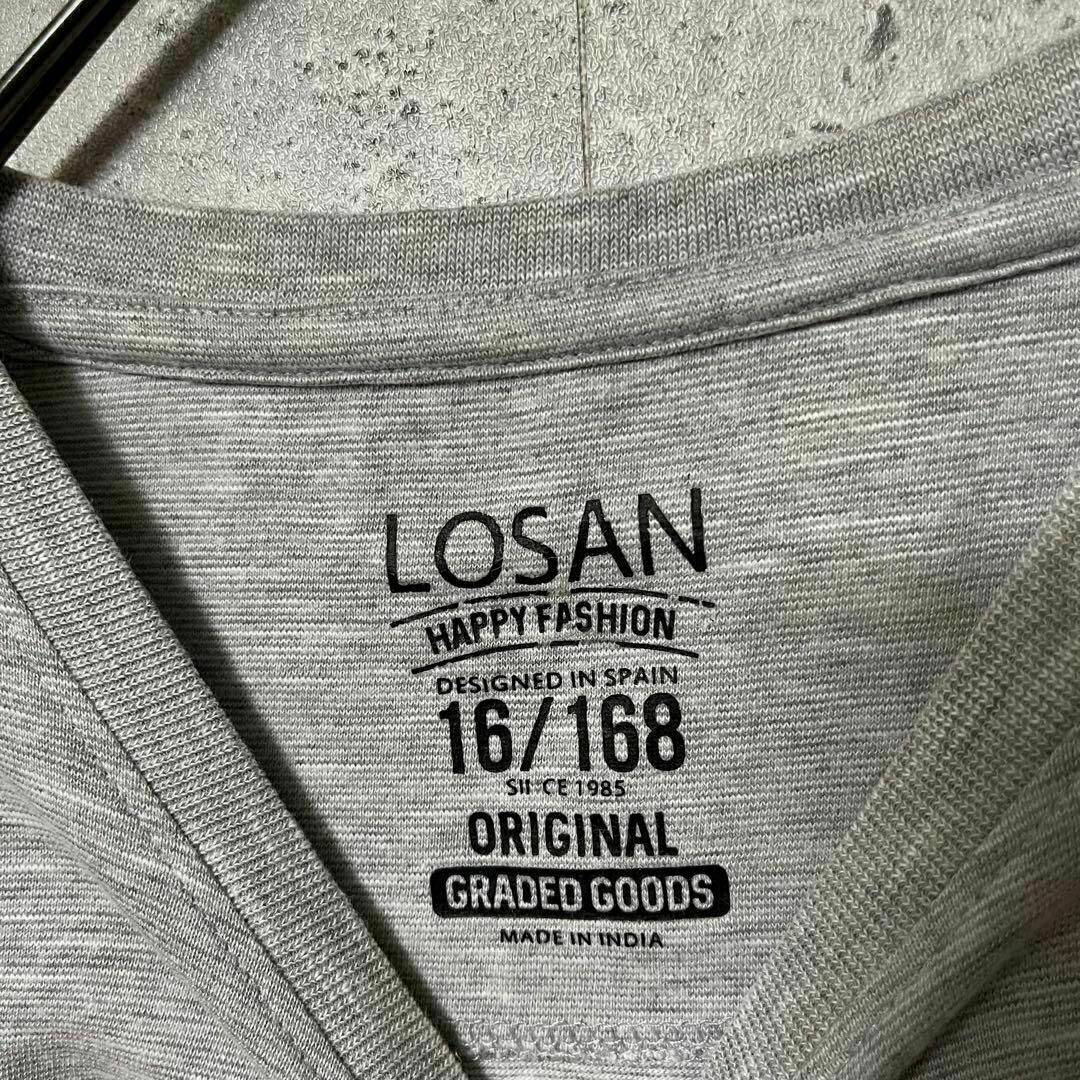 LOSAN
HAPPY FASHION
DESIGNED IN SPAIN
16/168
SINCE 1985
ORIGINAL
GRADED GOODS
MADE IN INDIA